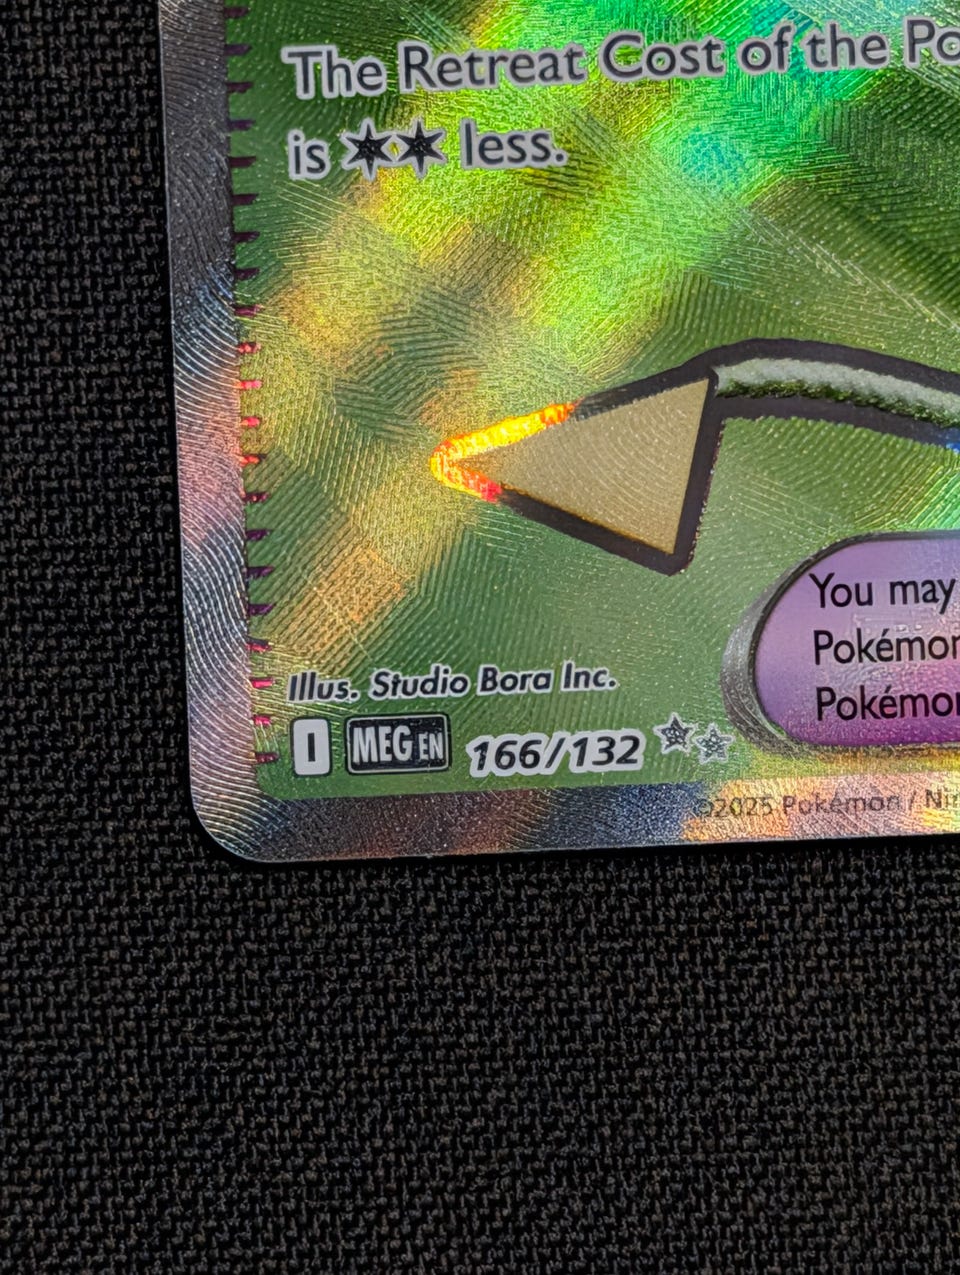 The Retreat Cost of the Po
is ✶✶ less.
You may
Pokémon
Pokémon
Illus. Studio Bora Inc.
I MEG EN 166/132
©2025 Pokémon / Nin